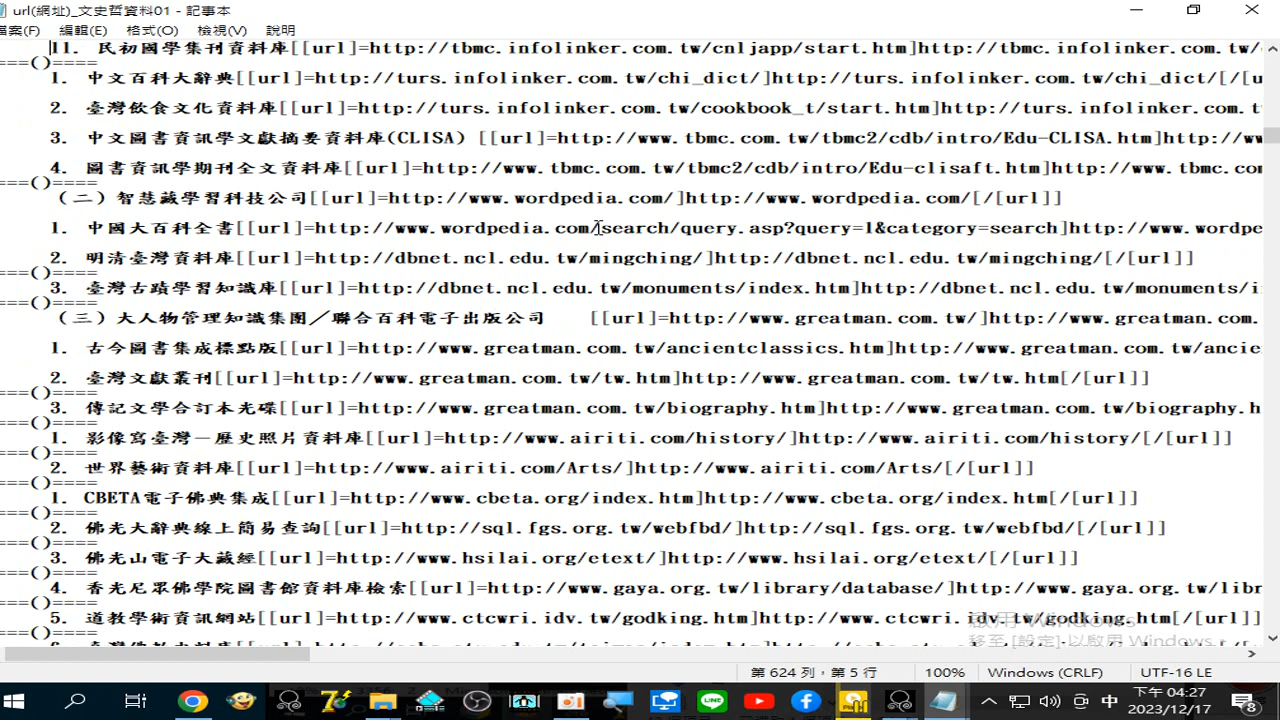 url(網址)_文史哲資料01 - 記事本
檔案(F) 編輯(E) 格式(O) 檢視(V) 說明
11. 民初國學集刊資料庫[[url]=http://tbmc.infolinker.com.tw/cnljapp/start.htm]http://tbmc.infolinker.com.tw/
===()====
1. 中文百科大辭典[[url]=http://turs.infolinker.com.tw/chi_dict/]http://turs.infolinker.com.tw/chi_dict/[/[u
2. 臺灣飲食文化資料庫[[url]=http://turs.infolinker.com.tw/cookbook_t/start.htm]http://turs.infolinker.com.t
3. 中文圖書資訊學文獻摘要資料庫(CLISA) [[url]=http://www.tbmc.com.tw/tbmc2/cdb/intro/Edu-CLISA.htm]http://ww
4. 圖書資訊學期刊全文資料庫[[url]=http://www.tbmc.com.tw/tbmc2/cdb/intro/Edu-clisaft.htm]http://www.tbmc.co
===()====
(二)智慧藏學習科技公司[[url]=http://www.wordpedia.com/]http://www.wordpedia.com/[/[url]]
1. 中國大百科全書[[url]=http://www.wordpedia.com/search/query.asp?query=1&category=search]http://www.wordpe
2. 明清臺灣資料庫[[url]=http://dbnet.ncl.edu.tw/mingching/]http://dbnet.ncl.edu.tw/mingching/[/[url]]
===()====
3. 臺灣古蹟學習知識庫[[url]=http://dbnet.ncl.edu.tw/monuments/index.htm]http://dbnet.ncl.edu.tw/monuments/i
===()====
(三)大人物管理知識集團／聯合百科電子出版公司 [[url]=http://www.greatman.com.tw/]http://www.greatman.com.
1. 古今圖書集成標點版[[url]=http://www.greatman.com.tw/ancientclassics.htm]http://www.greatman.com.tw/ancie
2. 臺灣文獻叢刊[[url]=http://www.greatman.com.tw/tw.htm]http://www.greatman.com.tw/tw.htm[/[url]]
===()====
3. 傳記文學合訂本光碟[[url]=http://www.greatman.com.tw/biography.htm]http://www.greatman.com.tw/biography.h
===()====
1. 影像寫臺灣－歷史照片資料庫[[url]=http://www.airiti.com/history/]http://www.airiti.com/history/[/[url]]
===()====
2. 世界藝術資料庫[[url]=http://www.airiti.com/Arts/]http://www.airiti.com/Arts/[/[url]]
===()====
1. CBETA電子佛典集成[[url]=http://www.cbeta.org/index.htm]http://www.cbeta.org/index.htm[/[url]]
===()====
2. 佛光大辭典線上簡易查詢[[url]=http://sql.fgs.org.tw/webfbd/]http://sql.fgs.org.tw/webfbd/[/[url]]
===()====
3. 佛光山電子大藏經[[url]=http://www.hsilai.org/etext/]http://www.hsilai.org/etext/[/[url]]
===()====
4. 香光尼眾佛學院圖書館資料庫檢索[[url]=http://www.gaya.org.tw/library/database/]http://www.gaya.org.tw/libr
===()====
5. 道教學術資訊網站[[url]=http://www.ctcwri.idv.tw/godking.htm]http://www.ctcwri.idv.tw/godking.htm[/[url]]
===()====
啟用 Windows
移至 [設定] 以啟用 Windows。
第 624 列，第 5 行 100% Windows (CRLF) UTF-16 LE
中 下午 04:27
2023/12/17
8